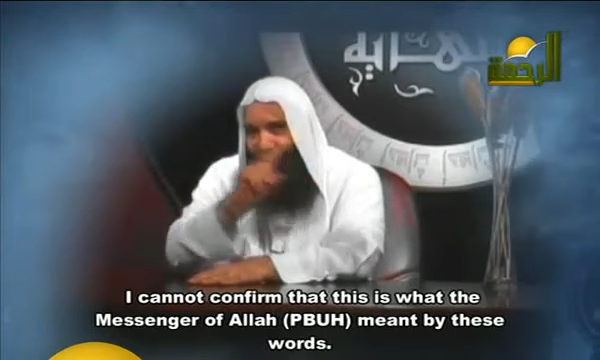 الرحمة
I cannot confirm that this is what the
Messenger of Allah (PBUH) meant by these
words.